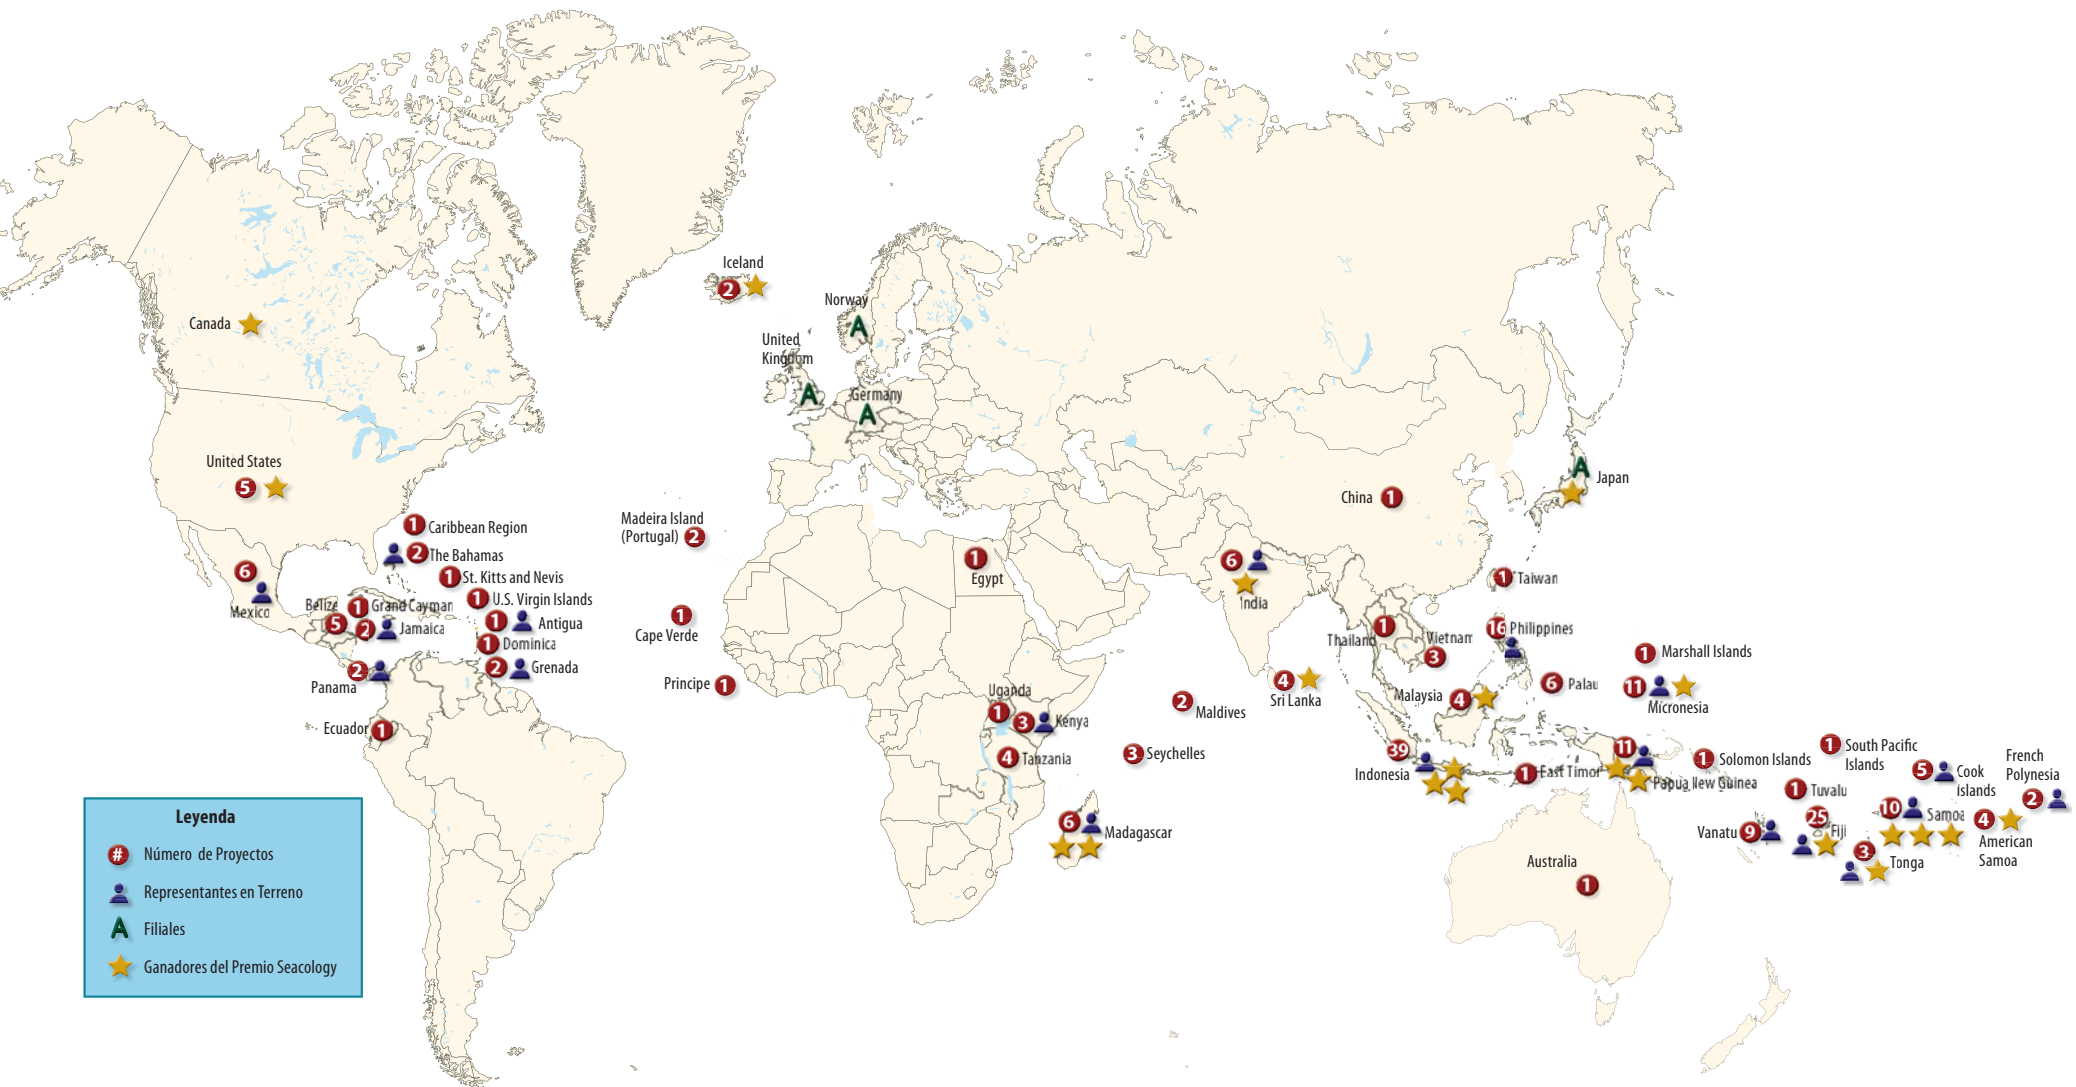 Iceland
2
Norway
A
Canada
United
Kingdom
A
Germany
A
United States
5
A
Japan
China 1
1 Caribbean Region
Madeira Island
(Portugal) 2
2 The Bahamas
1 St. Kitts and Nevis
6
Mexico
1 U.S. Virgin Islands
Belize
5
1 Grand Cayman
2 Jamaica
1 Antigua
1 Dominica
2 Grenada
2
Panama
Ecuador 1
1
Cape Verde
Principe 1
1
Egypt
6
India
1 Taiwan
Thailand 1
Vietnam
3
16 Philippines
1 Marshall Islands
4
Sri Lanka
Malaysia 4
6 Palau
11
Micronesia
Uganda
1
3 Kenya
4 Tanzania
2 Maldives
3 Seychelles
39
Indonesia
1 East Timor
11
Papua New Guinea
1 Solomon Islands
1 South Pacific
Islands
5 Cook
Islands
French
Polynesia
2
1 Tuvalu
6 Madagascar
Vanatu 9
25
Fiji
10
Samoa
4
American
Samoa
3
Tonga
Australia
1
Leyenda
# Número de Proyectos
Representantes en Terreno
A Filiales
Ganadores del Premio Seacology